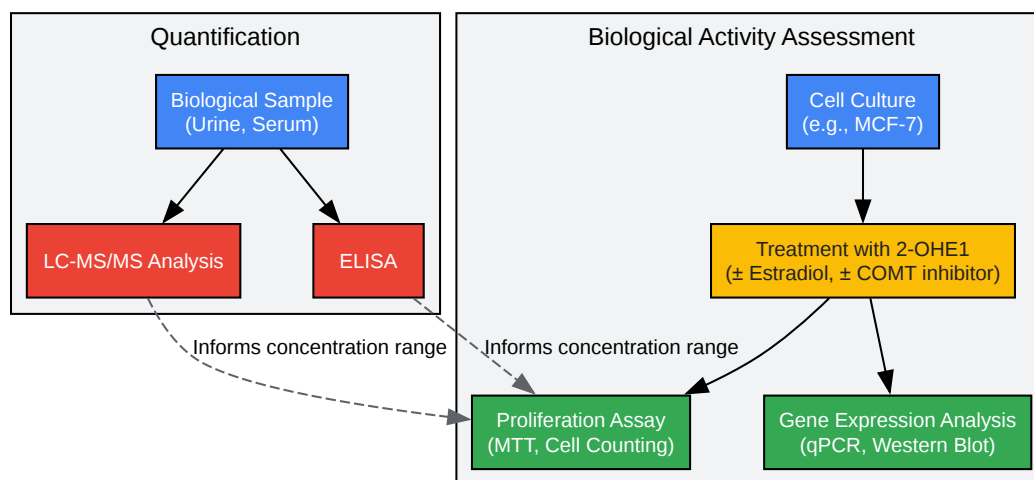 Quantification
Biological Sample
(Urine, Serum)
LC-MS/MS Analysis
ELISA
Informs concentration range
Biological Activity Assessment
Cell Culture
(e.g., MCF-7)
Treatment with 2-OHE1
(± Estradiol, ± COMT inhibitor)
Informs concentration range
Proliferation Assay
(MTT, Cell Counting)
Gene Expression Analysis
(qPCR, Western Blot)